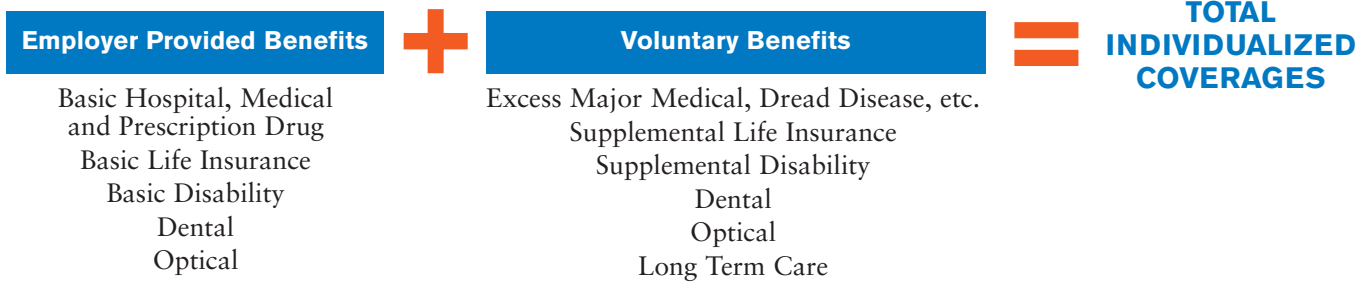 Employer Provided Benefits
Basic Hospital, Medical
and Prescription Drug
Basic Life Insurance
Basic Disability
Dental
Optical
+
Voluntary Benefits
Excess Major Medical, Dread Disease, etc.
Supplemental Life Insurance
Supplemental Disability
Dental
Optical
Long Term Care
=
TOTAL
INDIVIDUALIZED
COVERAGES